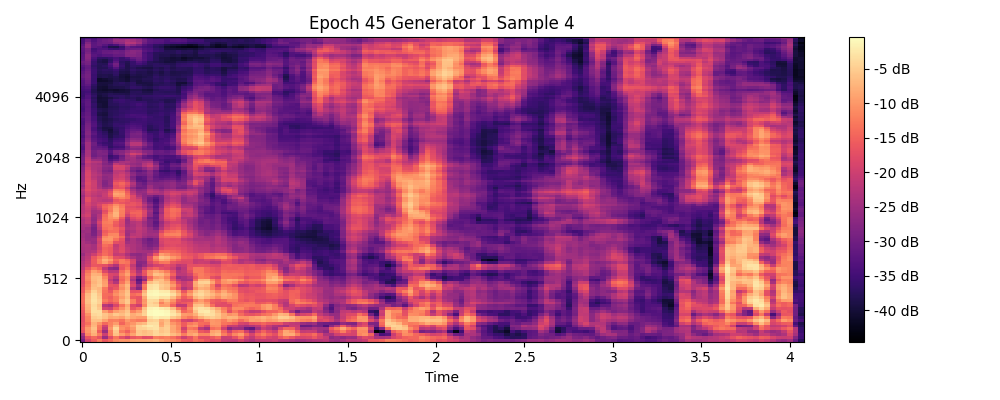 Epoch 45 Generator 1 Sample 4
Hz
4096
2048
1024
512
0
0 0.5 1 1.5 2 2.5 3 3.5 4
Time
-5 dB
-10 dB
-15 dB
-20 dB
-25 dB
-30 dB
-35 dB
-40 dB